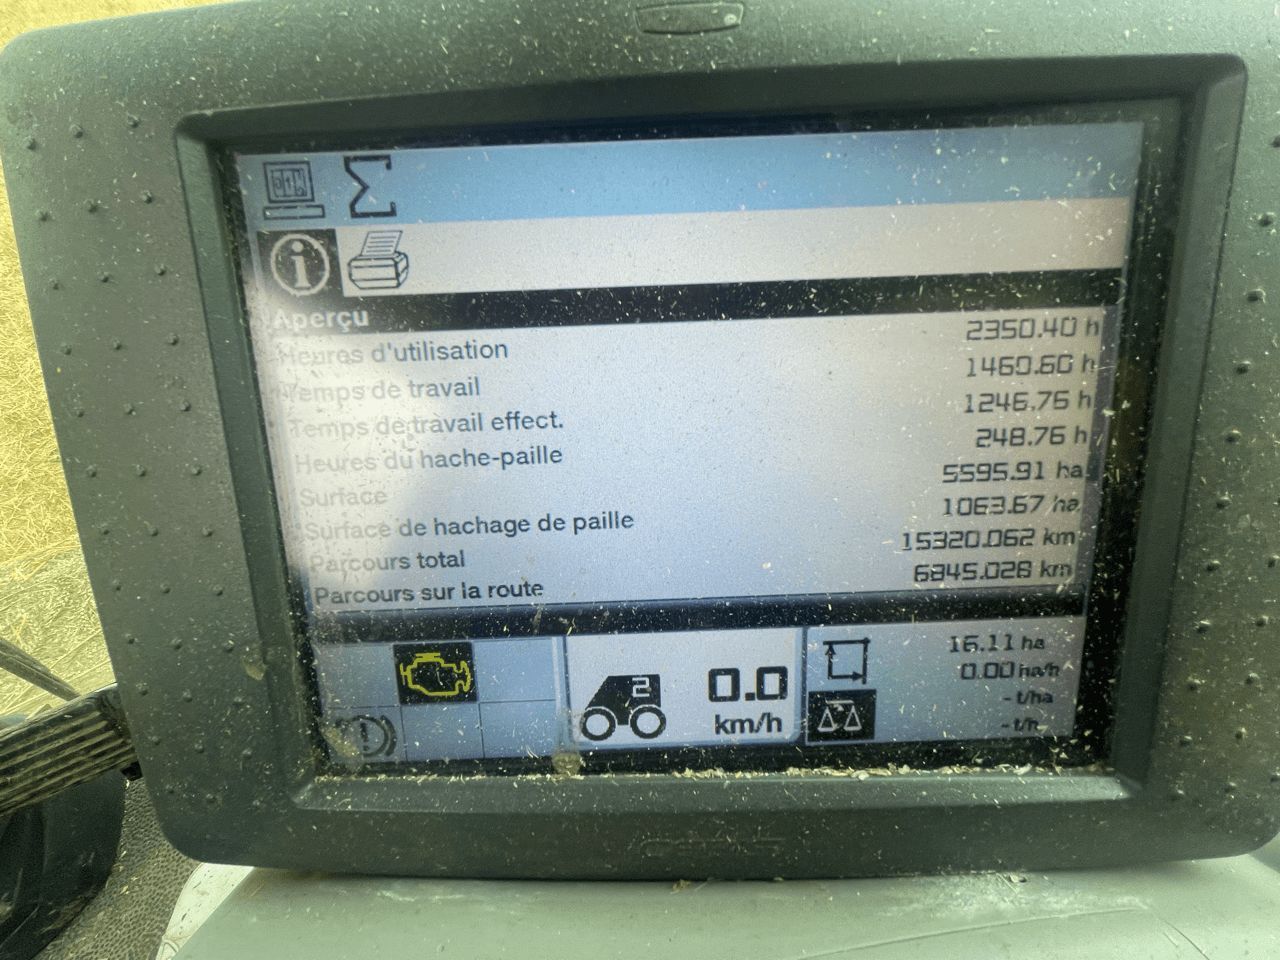 Aperçu
Heures d'utilisation 2350.40 h
Temps de travail 1460.60 h
Temps de travail effect. 1246.76 h
Heures du hache-paille 248.76 h
Surface 5595.91 ha
Surface de hachage de paille 1063.67 ha
Parcours total 15320.062 km
Parcours sur la route 6845.028 km
2
0.0
km/h
16.11 ha
0.00 ha/h
- t/ha
- t/h